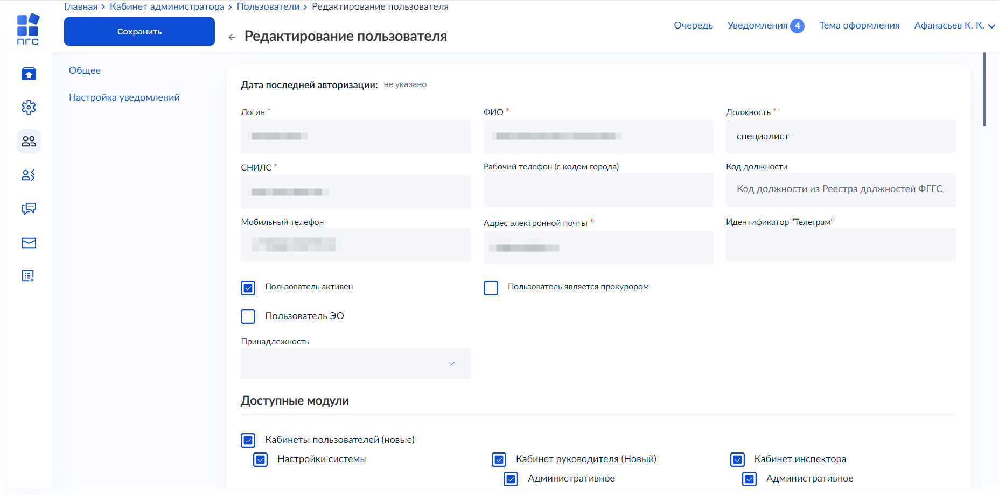 Главная > Кабинет администратора > Пользователи > Редактирование пользователя
ПГС
Сохранить
← Редактирование пользователя
Очередь
Уведомления 4
Тема оформления
Афанасьев К. К.
Общее
Настройка уведомлений
Дата последней авторизации: не указано
Логин *
ФИО *
Должность *
специалист
СНИЛС *
Рабочий телефон (с кодом города)
Код должности
Код должности из Реестра должностей ФГГС
Мобильный телефон
Адрес электронной почты *
Идентификатор "Телеграм"
Пользователь активен
Пользователь является прокурором
Пользователь ЭО
Принадлежность
Доступные модули
Кабинеты пользователей (новые)
Настройки системы
Кабинет руководителя (Новый)
Кабинет инспектора
Административное
Административное